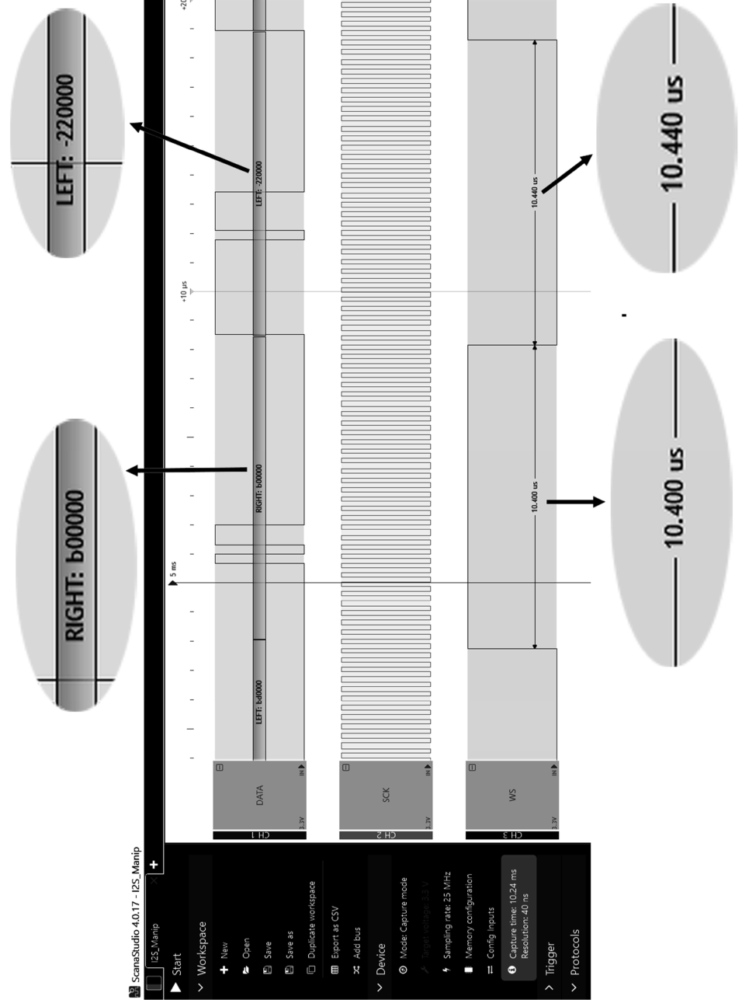 ScanaStudio 4.0.17 - I2S_Manip
I2S_Manip
Start
Workspace
New
Open
Save
Save as
Duplicate workspace
Export as CSV
Add bus
Device
Mode: Capture mode
Target voltage: 3.3 V
Sampling rate: 25 MHz
Memory configuration
Config Inputs
Capture time: 10.24 ms
Resolution: 40 ns
Trigger
Protocols
5 ms
+10 µs
+20
CH 1
DATA
3.3V
IN
LEFT: bd0000
RIGHT: b00000
LEFT: -220000
CH 2
SCK
3.3V
IN
CH 3
WS
3.3V
IN
10.400 us
10.440 us
RIGHT: b00000
LEFT: -220000
10.400 us
10.440 us